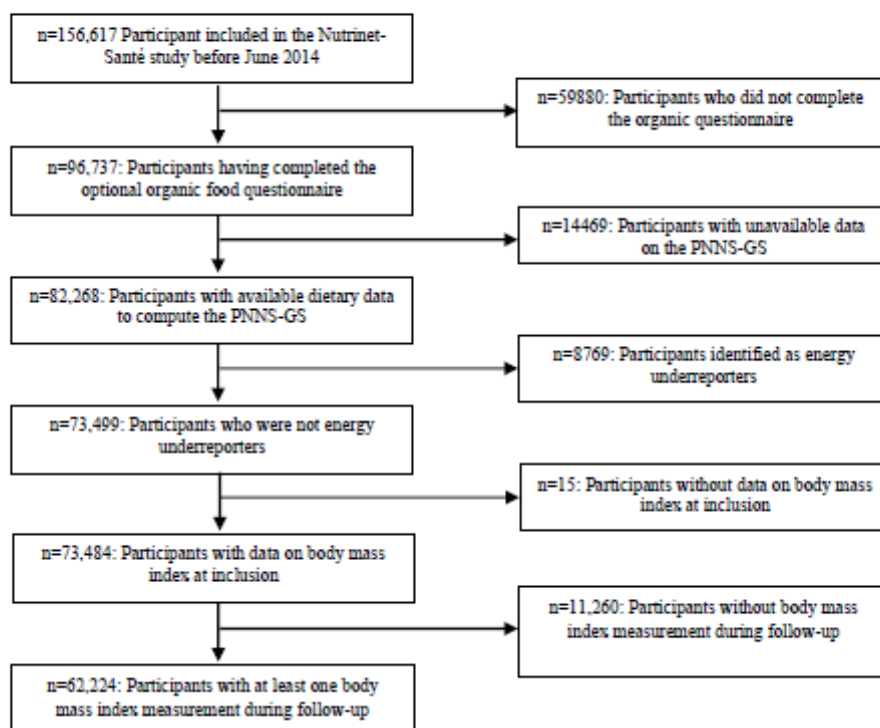 n=156,617 Participant included in the Nutrinet-
Santé study before June 2014
n=59880: Participants who did not complete
the organic questionnaire
n=96,737: Participants having completed the
optional organic food questionnaire
n=14469: Participants with unavailable data
on the PNNS-GS
n=82,268: Participants with available dietary data
to compute the PNNS-GS
n=8769: Participants identified as energy
underreporters
n=73,499: Participants who were not energy
underreporters
n=15: Participants without data on body mass
index at inclusion
n=73,484: Participants with data on body mass
index at inclusion
n=11,260: Participants without body mass
index measurement during follow-up
n=62,224: Participants with at least one body
mass index measurement during follow-up